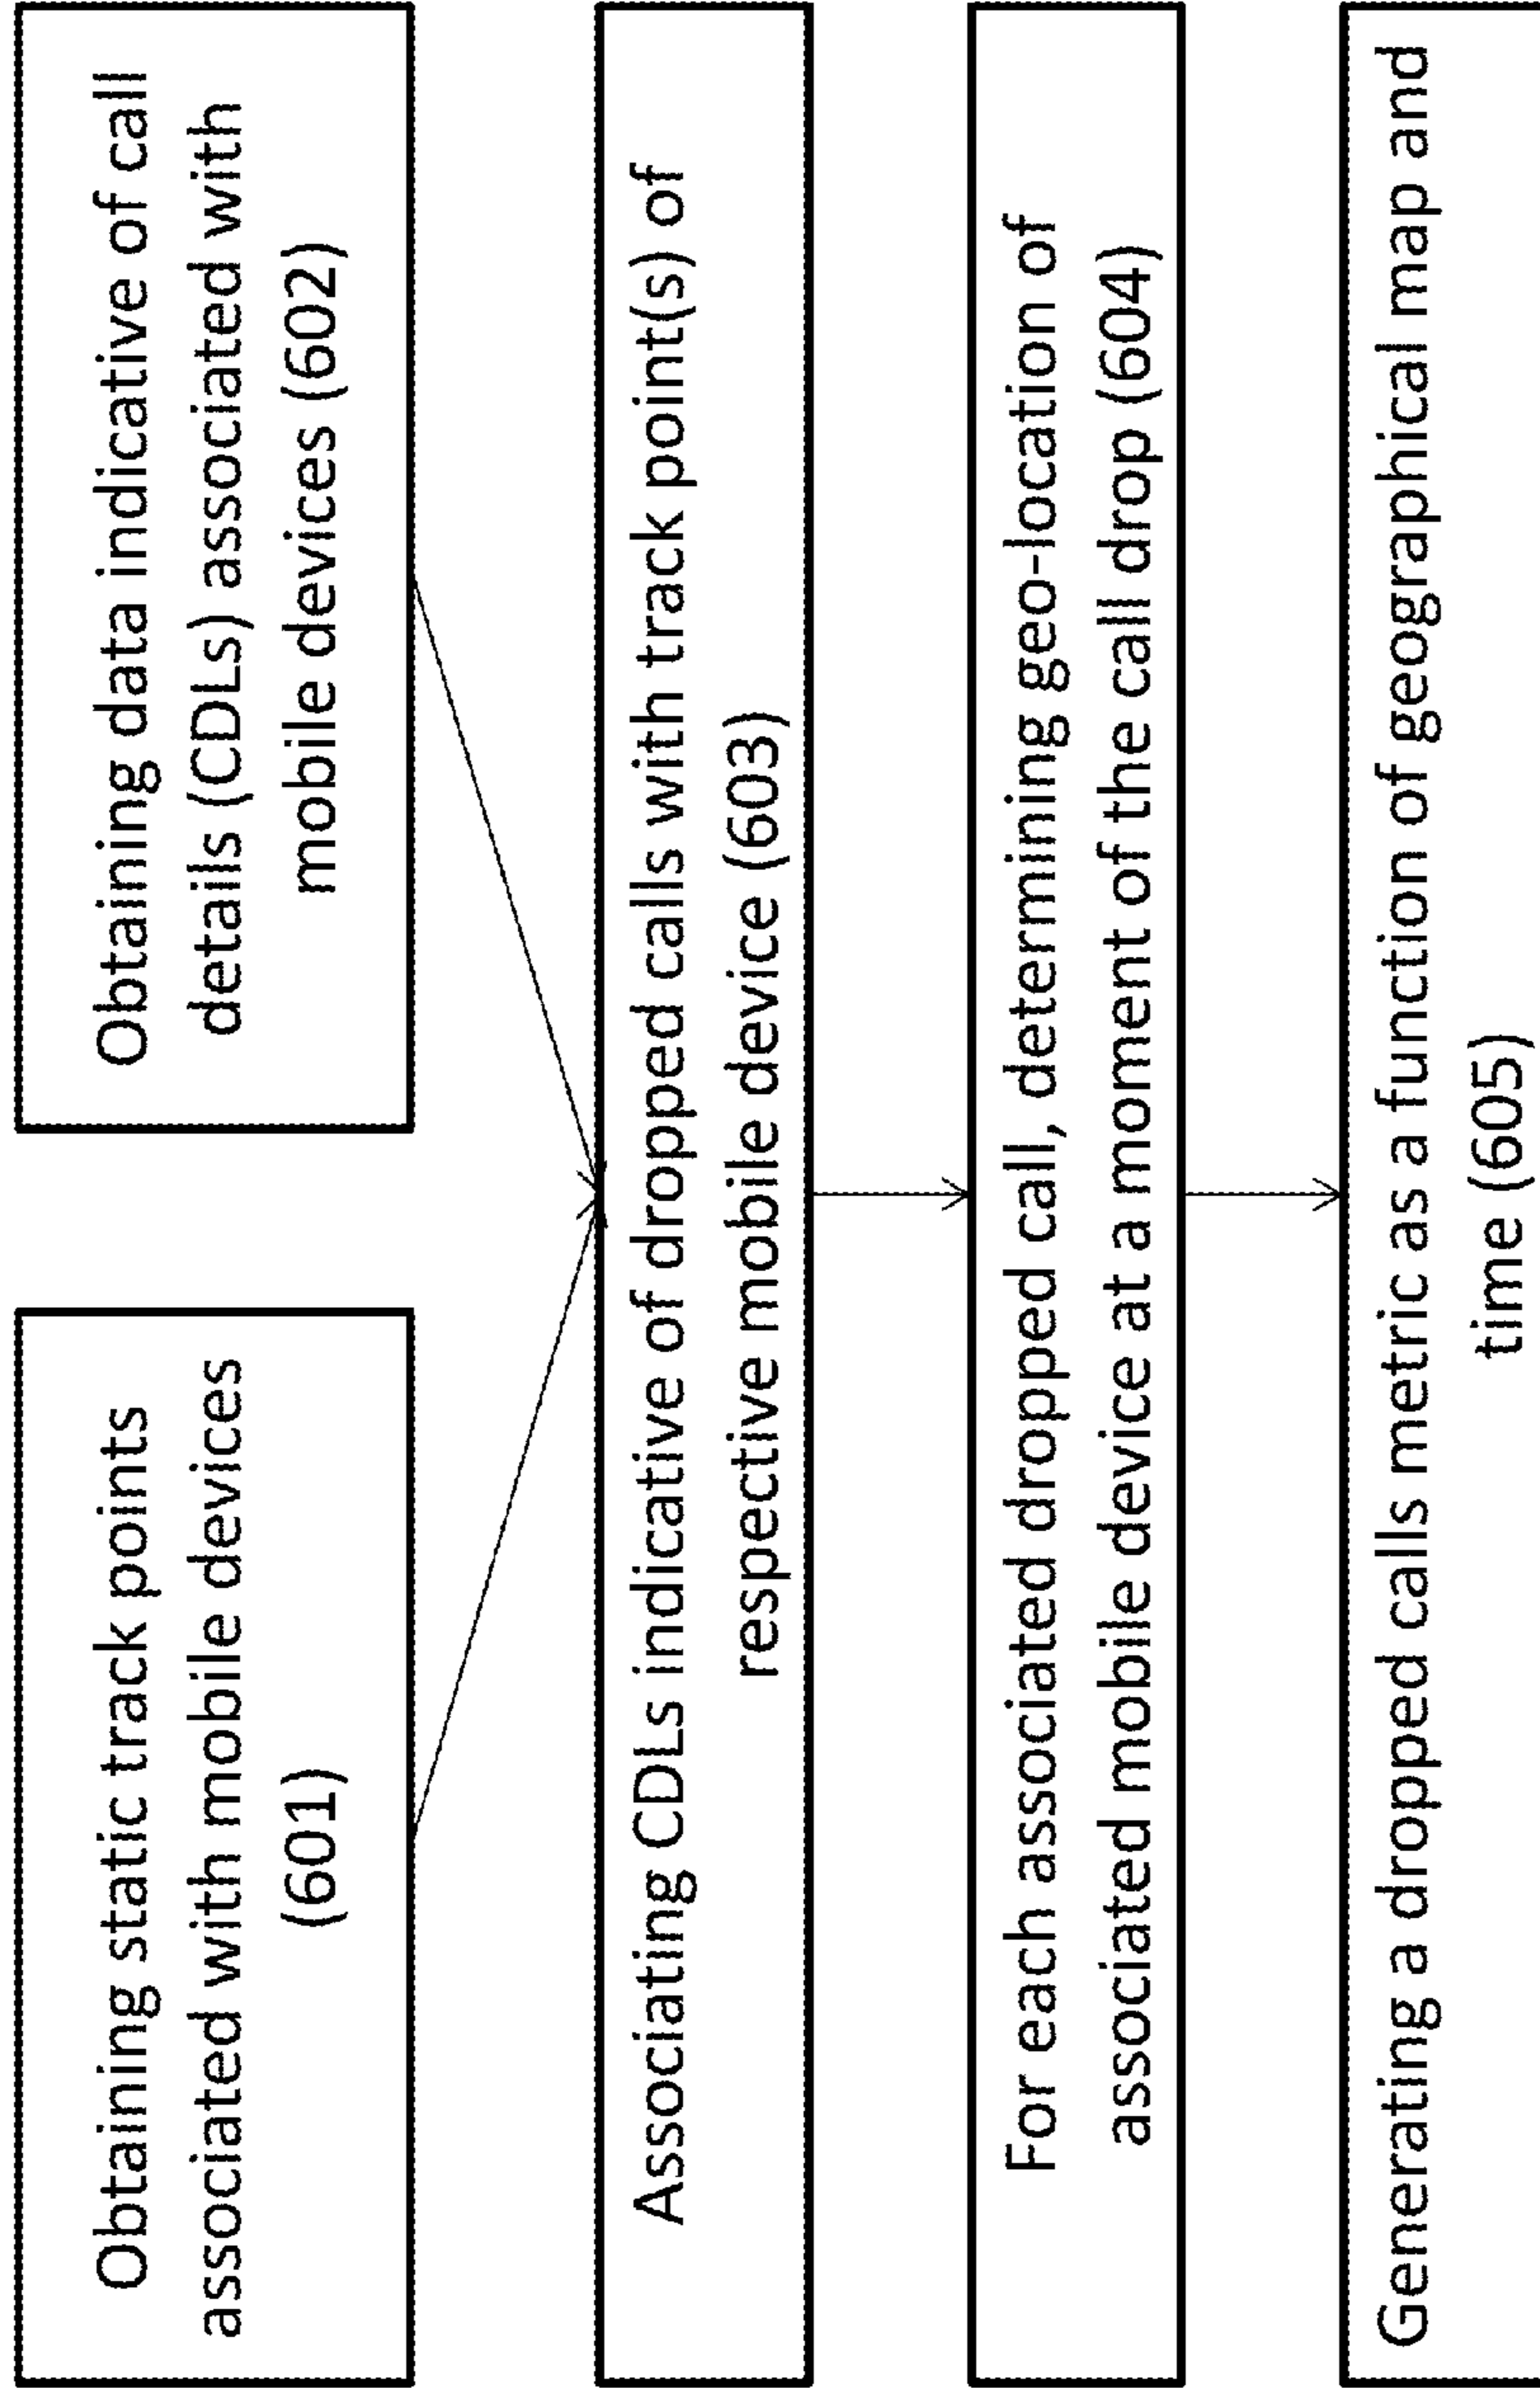 Obtaining static track points
associated with mobile devices
(601)
Obtaining data indicative of call
details (CDLs) associated with
mobile devices (602)
Associating CDLs indicative of dropped calls with track point(s) of
respective mobile device (603)
For each associated dropped call, determining geo-location of
associated mobile device at a moment of the call drop (604)
Generating a dropped calls metric as a function of geographical map and
time (605)